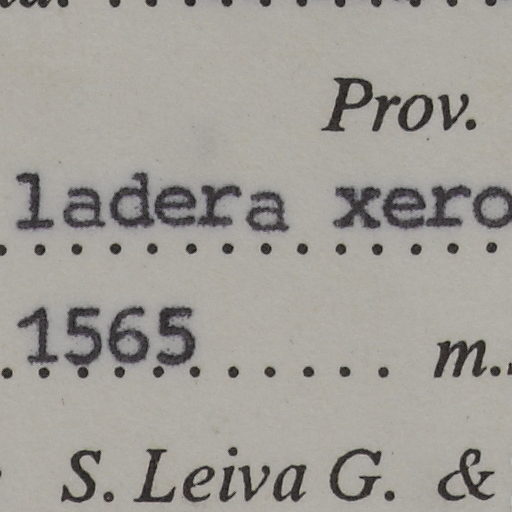 Prov.
ladera xero
1565 m.
S. Leiva G. &